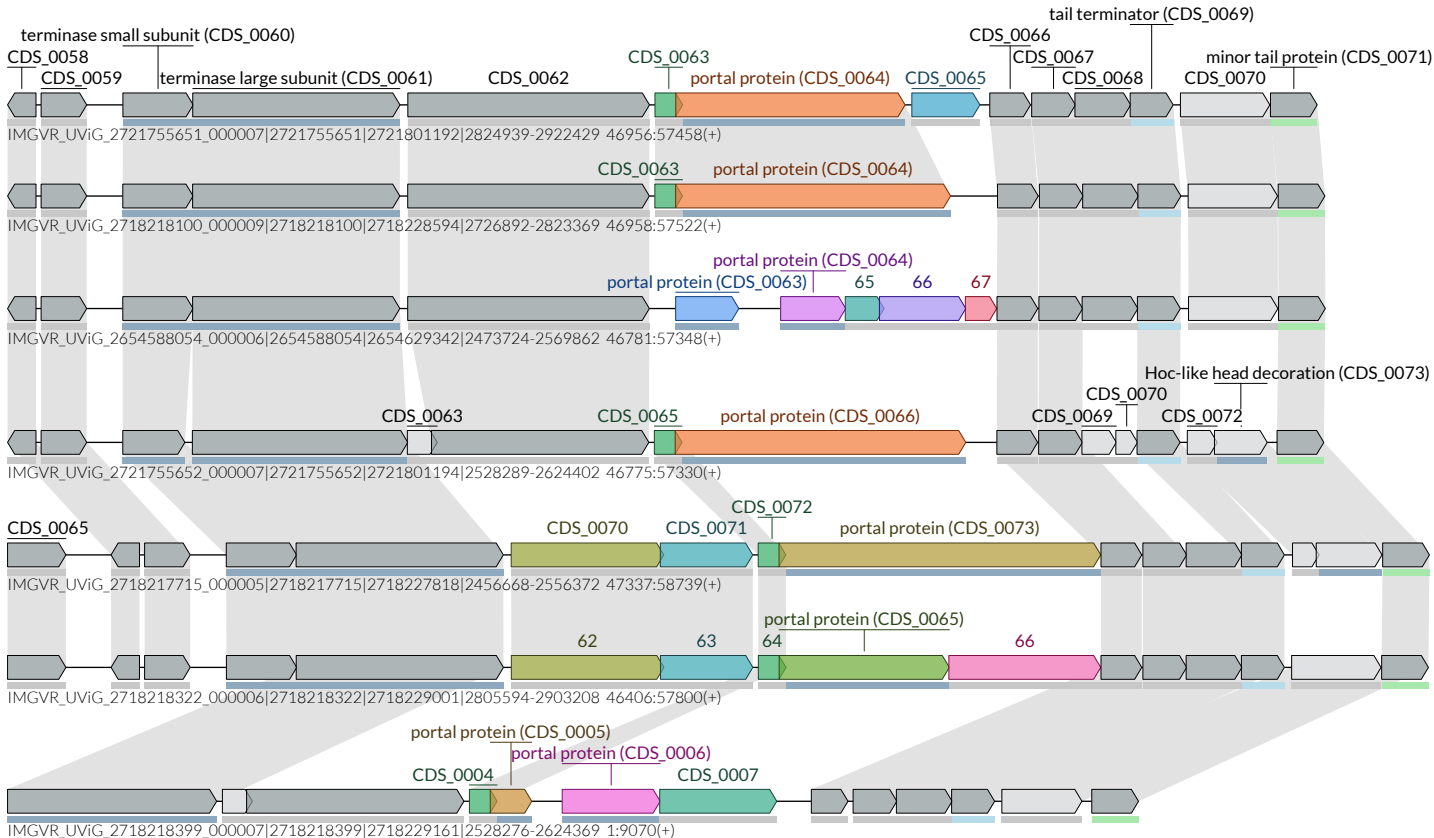 tail terminator (CDS_0069)
terminase small subunit (CDS_0060) CDS_0066
CDS_0058 CDS_0063 CDS_0067 minor tail protein (CDS_0071)
CDS_0059 terminase large subunit (CDS_0061) CDS_0062 portal protein (CDS_0064) CDS_0065 CDS_0068 CDS_0070
IMGVR_UViG_2721755651_000007|2721755651|2721801192|2824939-2922429 46956:57458(+)
CDS_0063 portal protein (CDS_0064)
IMGVR_UViG_2718218100_000009|2718218100|2718228594|2726892-2823369 46958:57522(+)
portal protein (CDS_0064)
portal protein (CDS_0063) 65 66 67
IMGVR_UViG_2654588054_000006|2654588054|2654629342|2473724-2569862 46781:57348(+)
Hoc-like head decoration (CDS_0073)
CDS_0070
CDS_0063 CDS_0065 portal protein (CDS_0066) CDS_0069 CDS_0072
IMGVR_UViG_2721755652_000007|2721755652|2721801194|2528289-2624402 46775:57330(+)
CDS_0072
CDS_0065 CDS_0070 CDS_0071 portal protein (CDS_0073)
IMGVR_UViG_2718217715_000005|2718217715|2718227818|2456668-2556372 47337:58739(+)
portal protein (CDS_0065)
62 63 64 66
IMGVR_UViG_2718218322_000006|2718218322|2718229001|2805594-2903208 46406:57800(+)
portal protein (CDS_0005)
portal protein (CDS_0006)
CDS_0004 CDS_0007
IMGVR_UViG_2718218399_000007|2718218399|2718229161|2528276-2624369 1:9070(+)